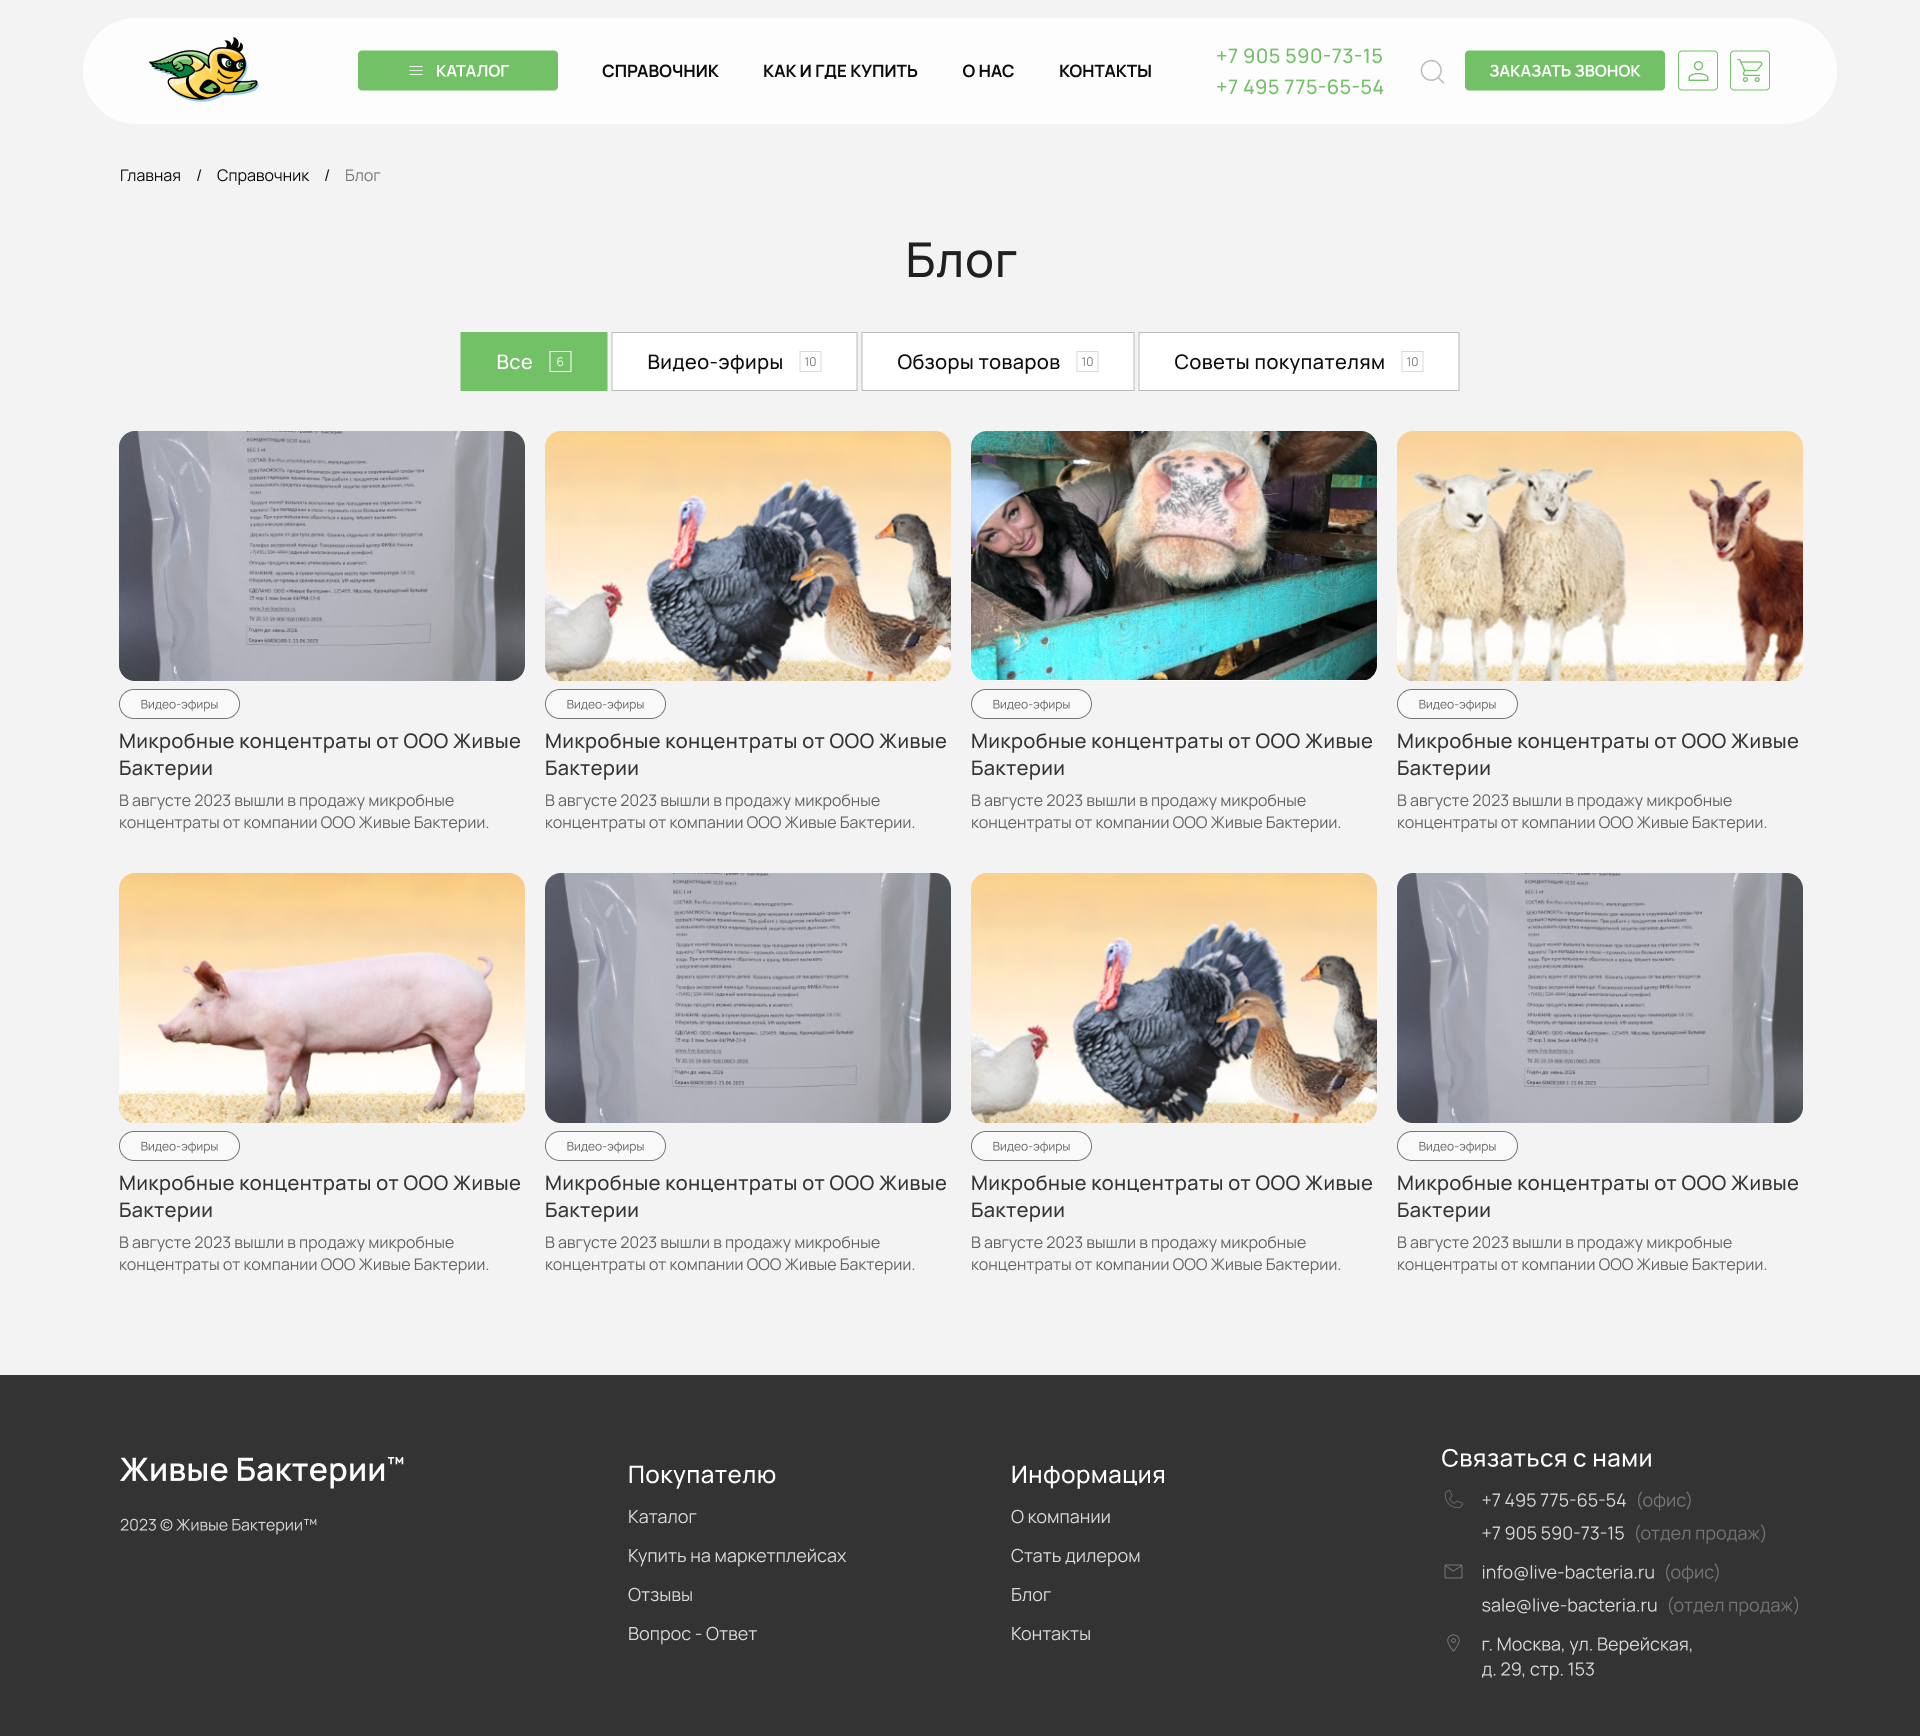 КАТАЛОГ
СПРАВОЧНИК
КАК И ГДЕ КУПИТЬ
О НАС
КОНТАКТЫ
+7 905 590-73-15
+7 495 775-65-54
ЗАКАЗАТЬ ЗВОНОК
Главная / Справочник / Блог
Блог
Все 6
Видео-эфиры 10
Обзоры товаров 10
Советы покупателям 10
Видео-эфиры
Микробные концентраты от ООО Живые
Бактерии
В августе 2023 вышли в продажу микробные
концентраты от компании ООО Живые Бактерии.
Видео-эфиры
Микробные концентраты от ООО Живые
Бактерии
В августе 2023 вышли в продажу микробные
концентраты от компании ООО Живые Бактерии.
Видео-эфиры
Микробные концентраты от ООО Живые
Бактерии
В августе 2023 вышли в продажу микробные
концентраты от компании ООО Живые Бактерии.
Видео-эфиры
Микробные концентраты от ООО Живые
Бактерии
В августе 2023 вышли в продажу микробные
концентраты от компании ООО Живые Бактерии.
Видео-эфиры
Микробные концентраты от ООО Живые
Бактерии
В августе 2023 вышли в продажу микробные
концентраты от компании ООО Живые Бактерии.
Видео-эфиры
Микробные концентраты от ООО Живые
Бактерии
В августе 2023 вышли в продажу микробные
концентраты от компании ООО Живые Бактерии.
Видео-эфиры
Микробные концентраты от ООО Живые
Бактерии
В августе 2023 вышли в продажу микробные
концентраты от компании ООО Живые Бактерии.
Видео-эфиры
Микробные концентраты от ООО Живые
Бактерии
В августе 2023 вышли в продажу микробные
концентраты от компании ООО Живые Бактерии.
Живые Бактерии™
2023 © Живые Бактерии™
Покупателю
Каталог
Купить на маркетплейсах
Отзывы
Вопрос - Ответ
Информация
О компании
Стать дилером
Блог
Контакты
Связаться с нами
+7 495 775-65-54 (офис)
+7 905 590-73-15 (отдел продаж)
info@live-bacteria.ru (офис)
sale@live-bacteria.ru (отдел продаж)
г. Москва, ул. Верейская,
д. 29, стр. 153